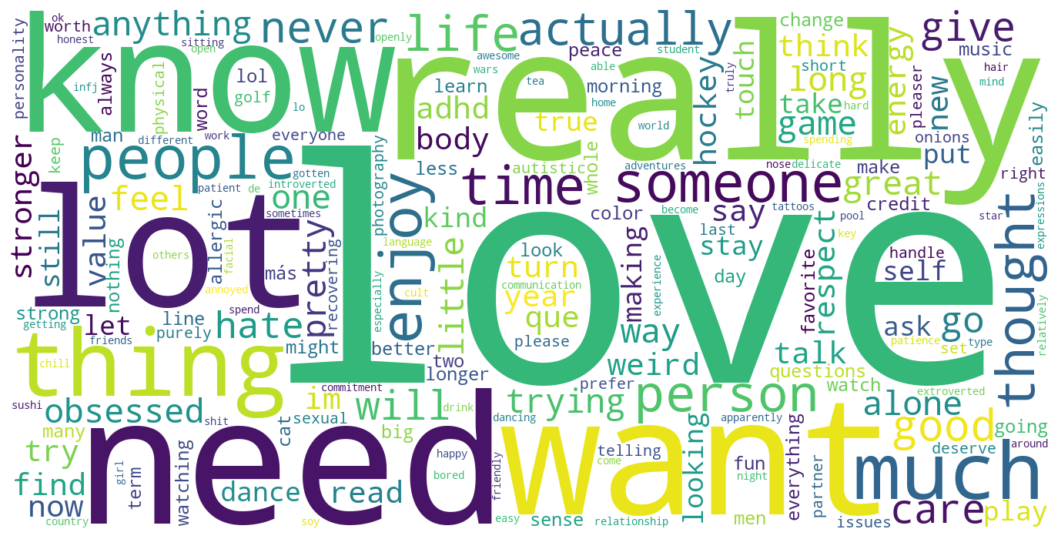 ok
worth
honest
anything
never
sitting
open
openly
life
actually
student
awesome
wars
tea
able
home
peace
change
think
short
give
music
hair
mind
personality
infj
always
know
physical
lol
golf
word
lo
really
learn
morning
adhd
true
body
hockey
touch
long
take
game
hard
spending
energy
pleaser
new
truly
onions
put
easily
man
different
work
everyone
people
keep
patient
gotten
introverted
de
one
sometimes
photography
less
autistic
whole
world
adventures
nose
delicate
make
great
credit
right
stronger
still
feel
value
nothing
others
facial
allergic
annoyed
más
lot
pretty
recovering
enjoy
language
especially
cult
time
someone
kind
little
color
say
last
become
tattoos
stay
day
pool
key
star
handle
self
expressions
thought
look
turn
communication
year
que
please
making
experience
love
favorite
respect
way
weird
strong
getting
let
friends
line
purely
hate
spend
might
better
two
longer
prefer
talk
questions
watch
ask
go
patience
set
type
relatively
thing
chill
commitment
im
will
trying
person
extroverted
alone
sushi
obsessed
shit
cat
sexual
big
drink
dancing
apparently
good
going
deserve
around
many
try
girl
term
watching
need
happy
bored
friendly
want
telling
come
night
looking
fun
men
everything
partner
issues
much
find
now
country
dance
read
soy
easy
sense
relationship
care
play